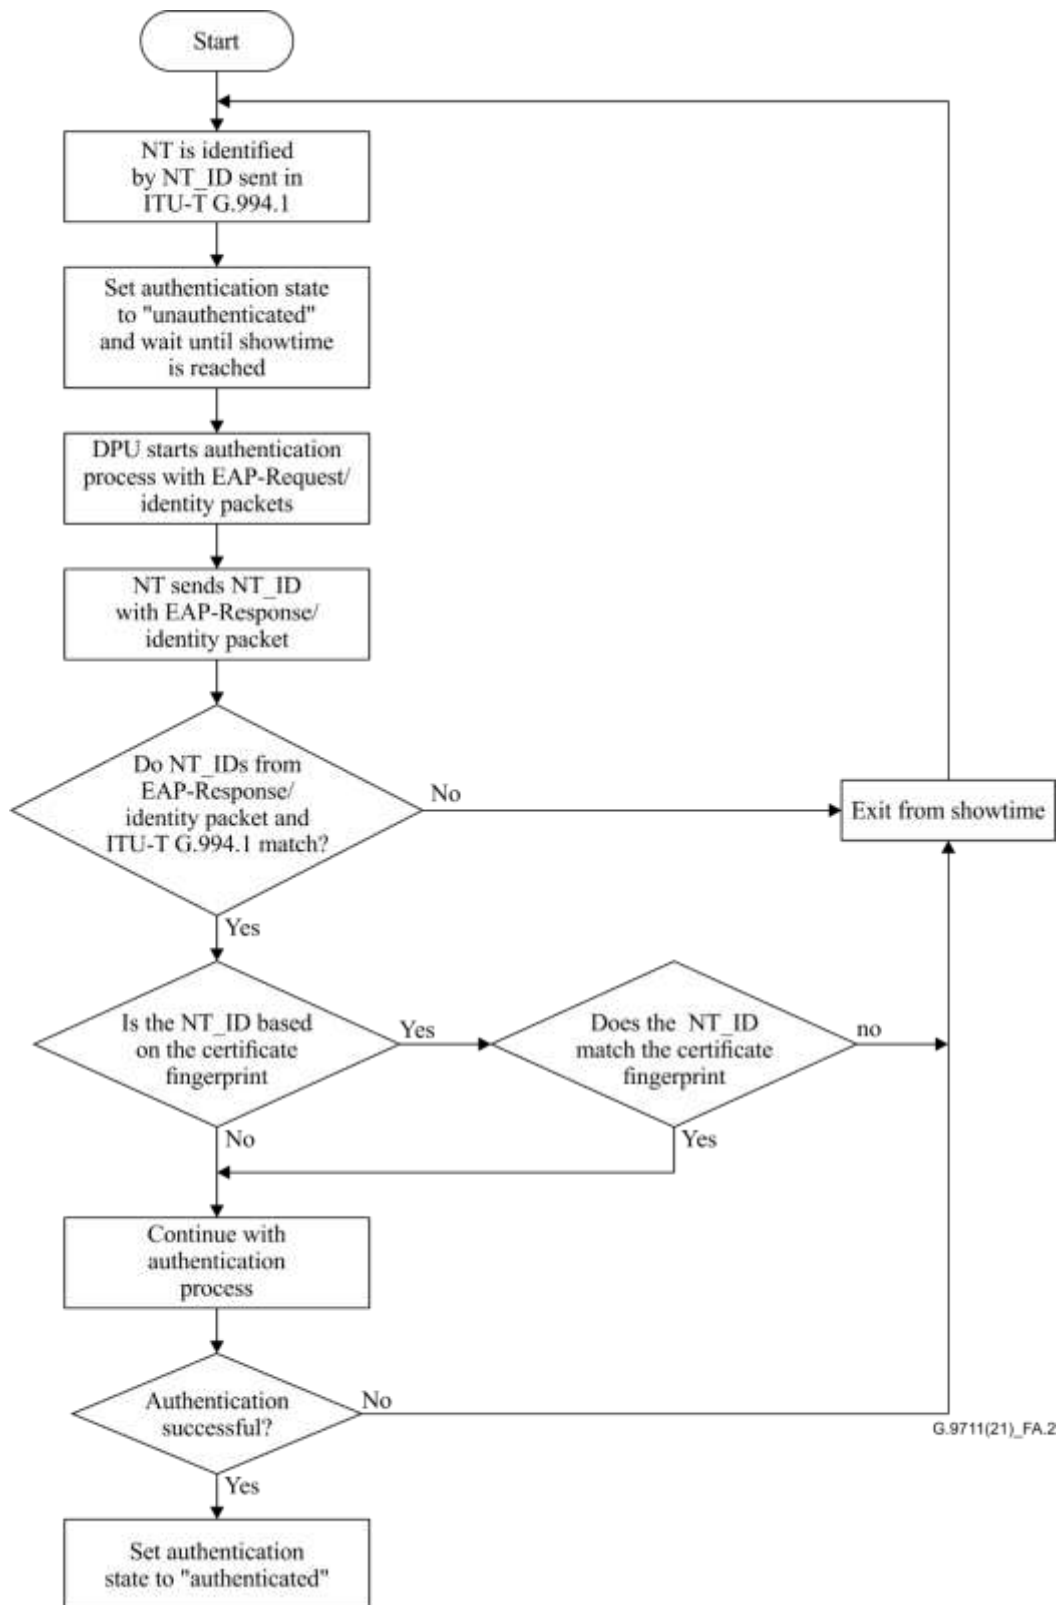 Start
NT is identified
by NT_ID sent in
ITU-T G.994.1
Set authentication state
to "unauthenticated"
and wait until showtime
is reached
DPU starts authentication
process with EAP-Request/
identity packets
NT sends NT_ID
with EAP-Response/
identity packet
Do NT_IDs from
EAP-Response/
identity packet and
ITU-T G.994.1 match?
No
Exit from showtime
Yes
Is the NT_ID based
on the certificate
fingerprint
Yes
Does the NT_ID
match the certificate
fingerprint
no
No
Yes
Continue with
authentication
process
Authentication
successful?
No
G.9711(21)_FA.2
Yes
Set authentication
state to "authenticated"